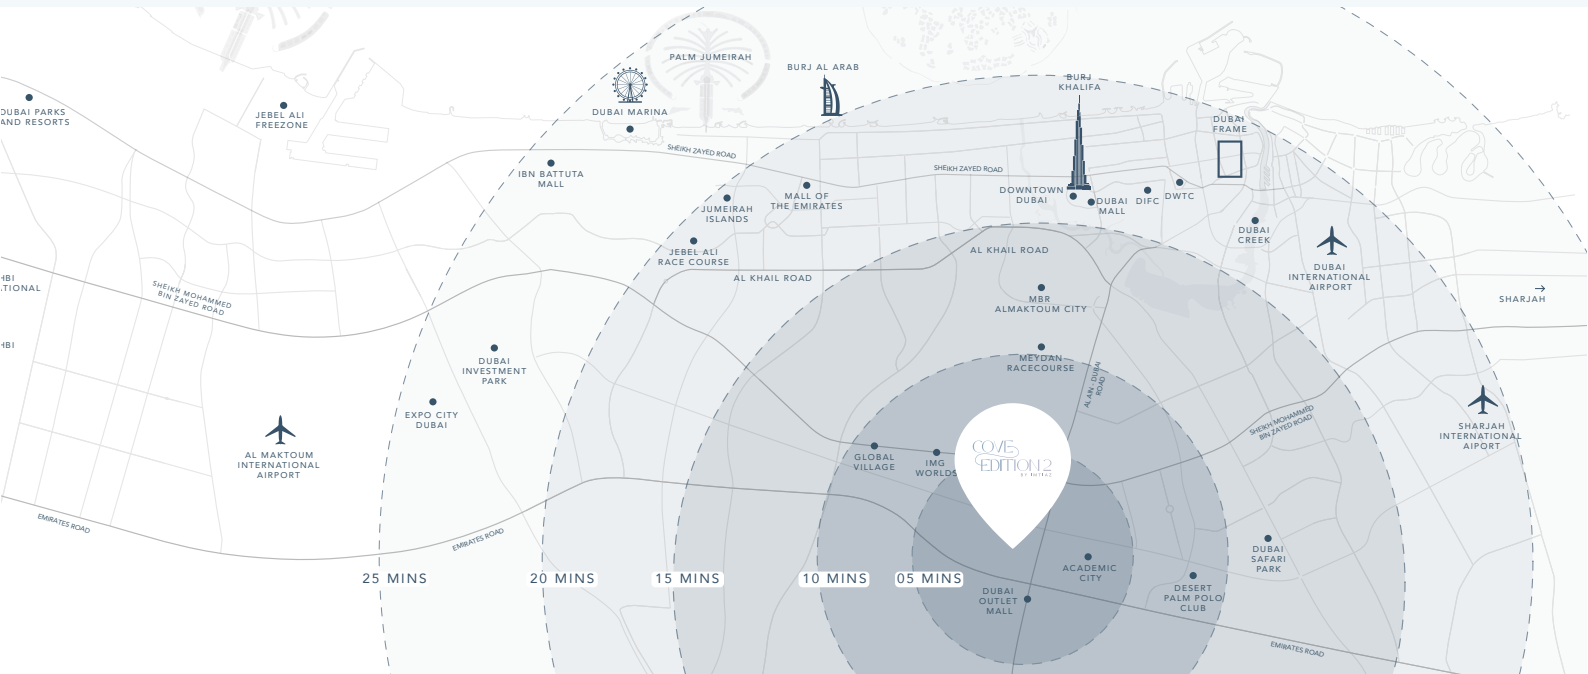 PALM JUMEIRAH
BURJ AL ARAB
BURJ
KHALIFA
DUBAI PARKS
AND RESORTS
JEBEL ALI
FREEZONE
DUBAI MARINA
DUBAI
FRAME
SHEIKH ZAYED ROAD
SHEIKH ZAYED ROAD
IBN BATTUTA
MALL
JUMEIRAH
ISLANDS
MALL OF
THE EMIRATES
DOWNTOWN
DUBAI
DUBAI
MALL
DIFC
DWTC
DUBAI
CREEK
JEBEL ALI
RACE COURSE
AL KHAIL ROAD
AL KHAIL ROAD
DUBAI
INTERNATIONAL
AIRPORT
HBI
TIONAL
SHEIKH MOHAMMED
BIN ZAYED ROAD
MBR
ALMAKTOUM CITY
→
SHARJAH
HBI
DUBAI
INVESTMENT
PARK
MEYDAN
RACECOURSE
AL AIN - DUBAI
ROAD
EXPO CITY
DUBAI
SHEIKH MOHAMMED
BIN ZAYED ROAD
SHARJAH
INTERNATIONAL
AIPORT
AL MAKTOUM
INTERNATIONAL
AIRPORT
GLOBAL
VILLAGE
IMG
WORLDS
COVE
EDITION 2
EMIRATES ROAD
EMIRATES ROAD
ACADEMIC
CITY
DUBAI
SAFARI
PARK
25 MINS
20 MINS
15 MINS
10 MINS
05 MINS
DUBAI
OUTLET
MALL
DESERT
PALM POLO
CLUB
EMIRATES ROAD